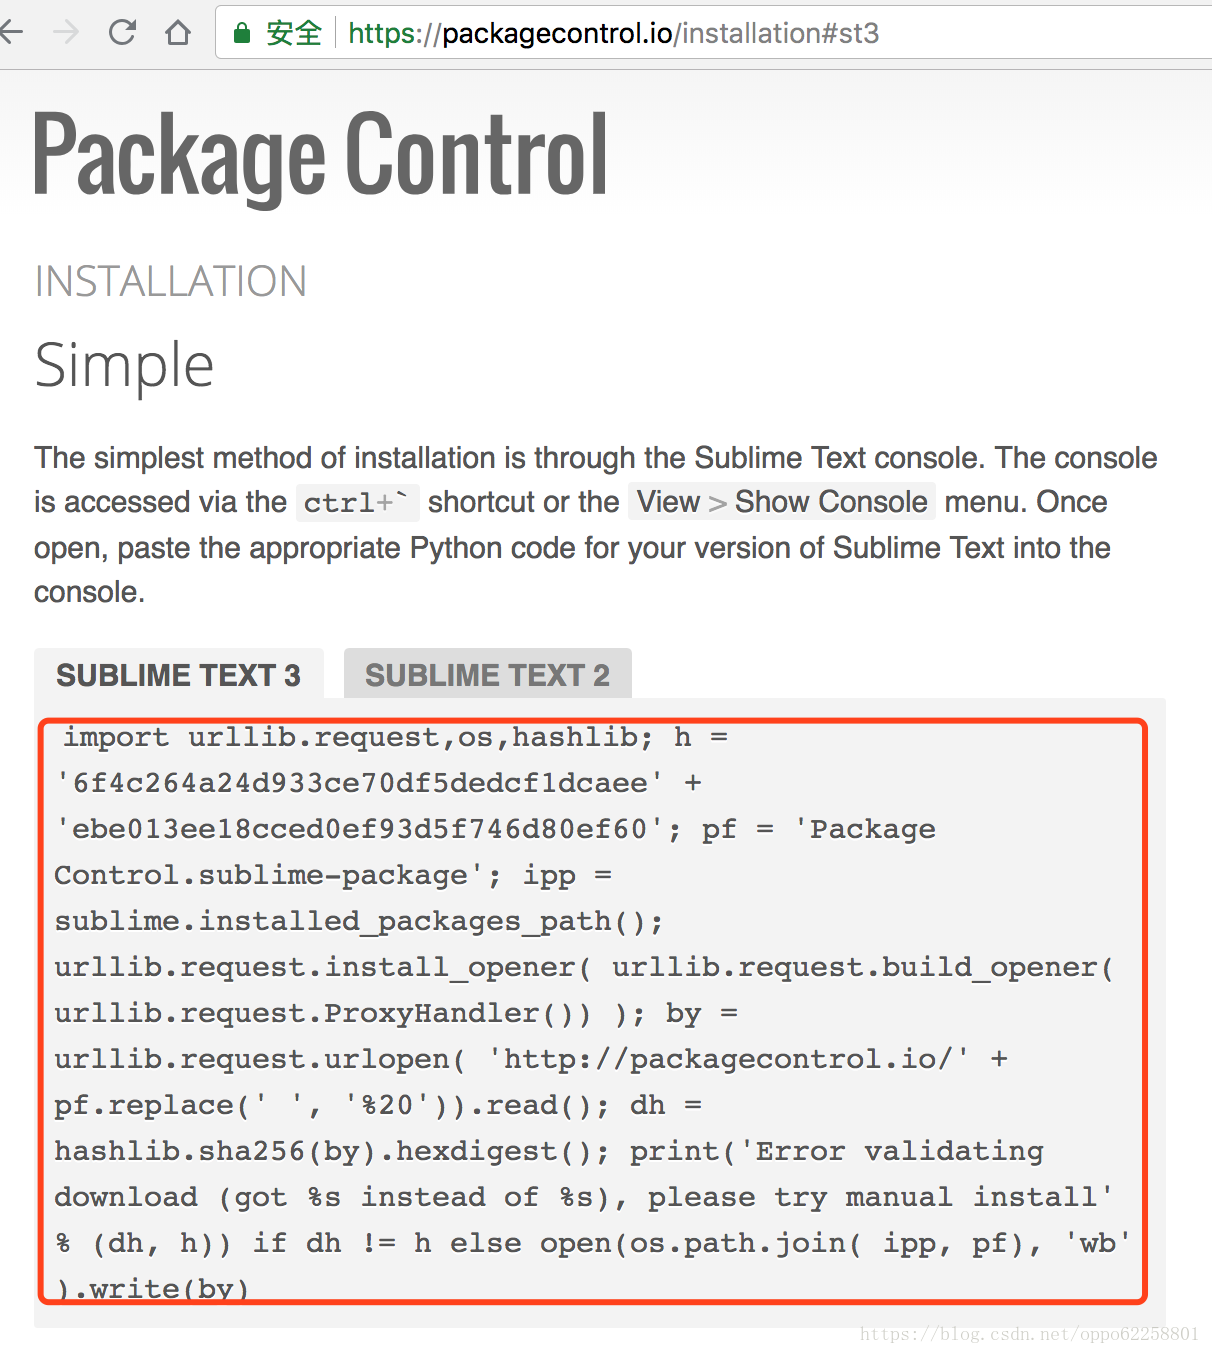 安全 https://packagecontrol.io/installation#st3
Package Control
INSTALLATION
Simple
The simplest method of installation is through the Sublime Text console. The console
is accessed via the ctrl+` shortcut or the View > Show Console menu. Once
open, paste the appropriate Python code for your version of Sublime Text into the
console.
SUBLIME TEXT 3 SUBLIME TEXT 2
import urllib.request,os,hashlib; h =
'6f4c264a24d933ce70df5dedcf1dcaee' +
'ebe013ee18cced0ef93d5f746d80ef60'; pf = 'Package
Control.sublime-package'; ipp =
sublime.installed_packages_path();
urllib.request.install_opener( urllib.request.build_opener(
urllib.request.ProxyHandler()) ); by =
urllib.request.urlopen( 'http://packagecontrol.io/' +
pf.replace(' ', '%20')).read(); dh =
hashlib.sha256(by).hexdigest(); print('Error validating
download (got %s instead of %s), please try manual install'
% (dh, h)) if dh != h else open(os.path.join( ipp, pf), 'wb'
).write(by)
https://blog.csdn.net/oppo62258801